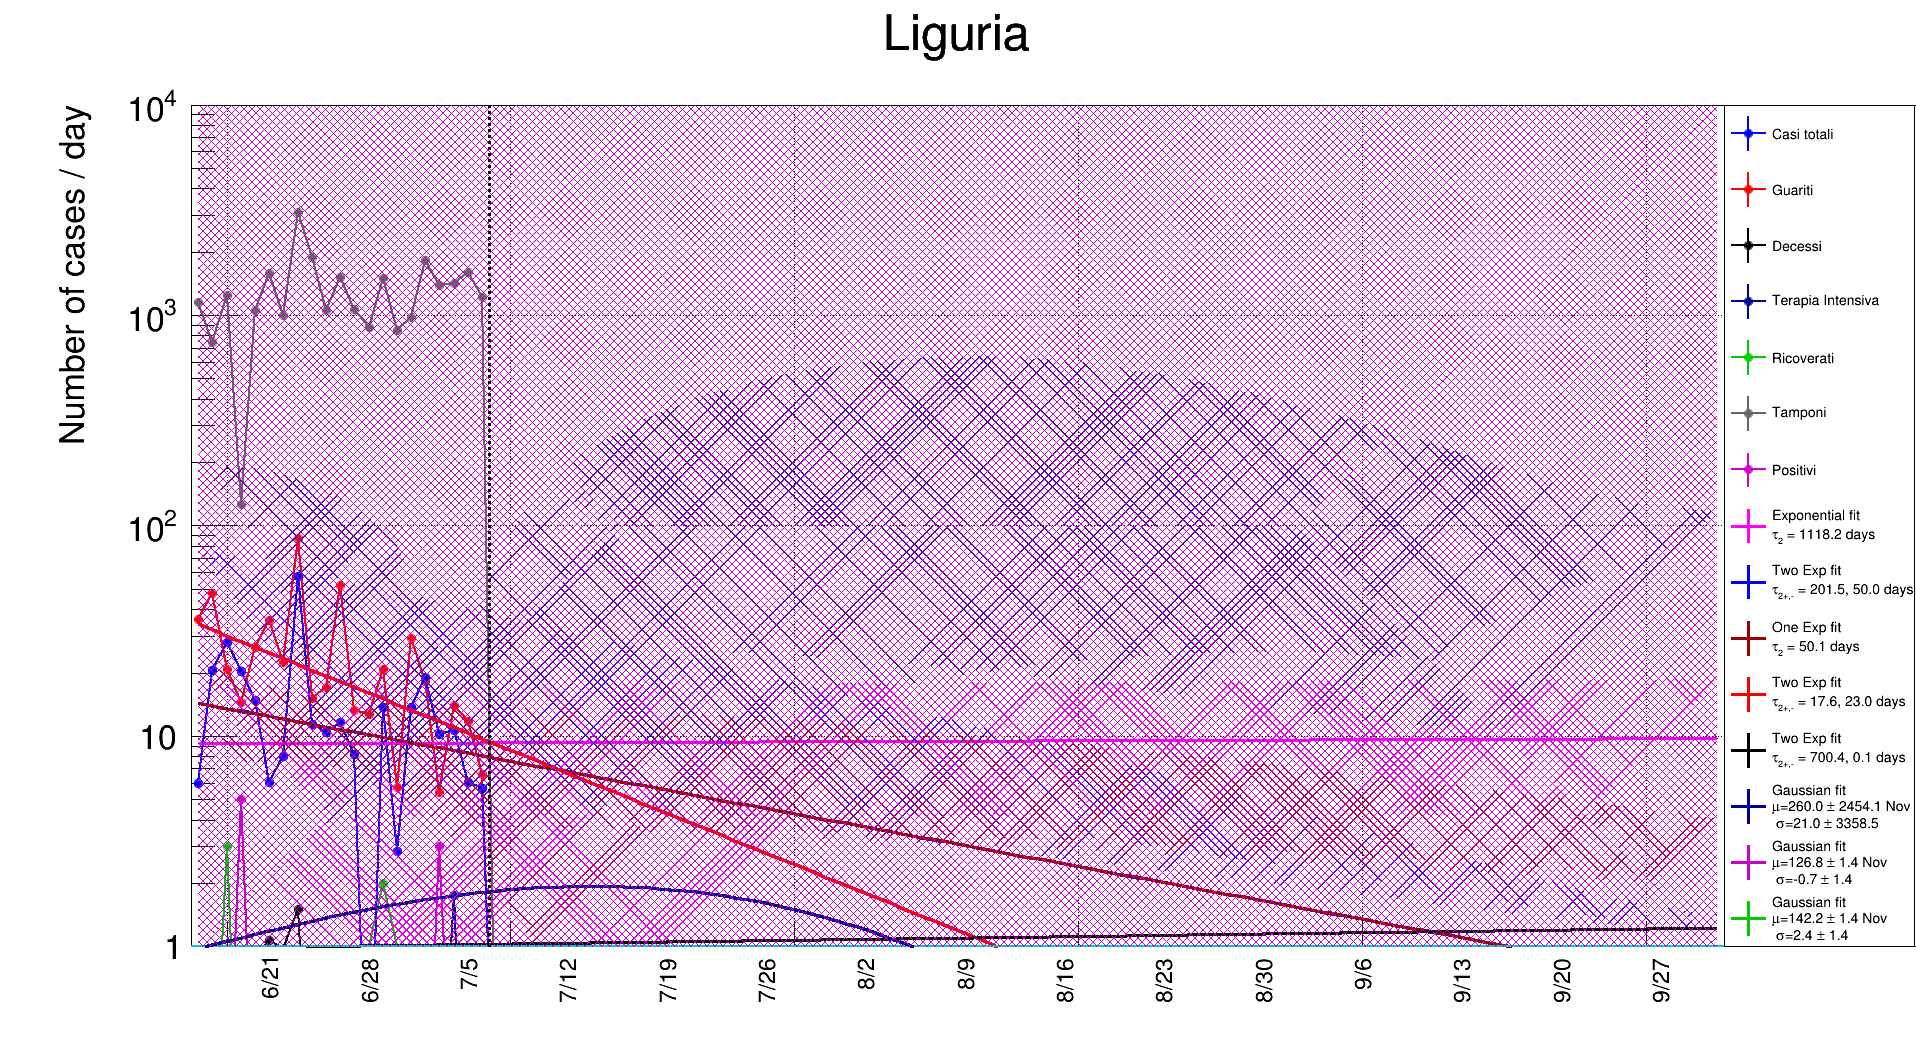 Liguria
Number of cases / day
10^4
10^3
10^2
10
1
6/21
6/28
7/5
7/12
7/19
7/26
8/2
8/9
8/16
8/23
8/30
9/6
9/13
9/20
9/27
Casi totali
Guariti
Decessi
Terapia Intensiva
Ricoverati
Tamponi
Positivi
Exponential fit
τ2 = 1118.2 days
Two Exp fit
τ2+,- = 201.5, 50.0 days
One Exp fit
τ2 = 50.1 days
Two Exp fit
τ2+,- = 17.6, 23.0 days
Two Exp fit
τ2+,- = 700.4, 0.1 days
Gaussian fit
μ=260.0 ± 2454.1 Nov
σ=21.0 ± 3358.5
Gaussian fit
μ=126.8 ± 1.4 Nov
σ=-0.7 ± 1.4
Gaussian fit
μ=142.2 ± 1.4 Nov
σ=2.4 ± 1.4